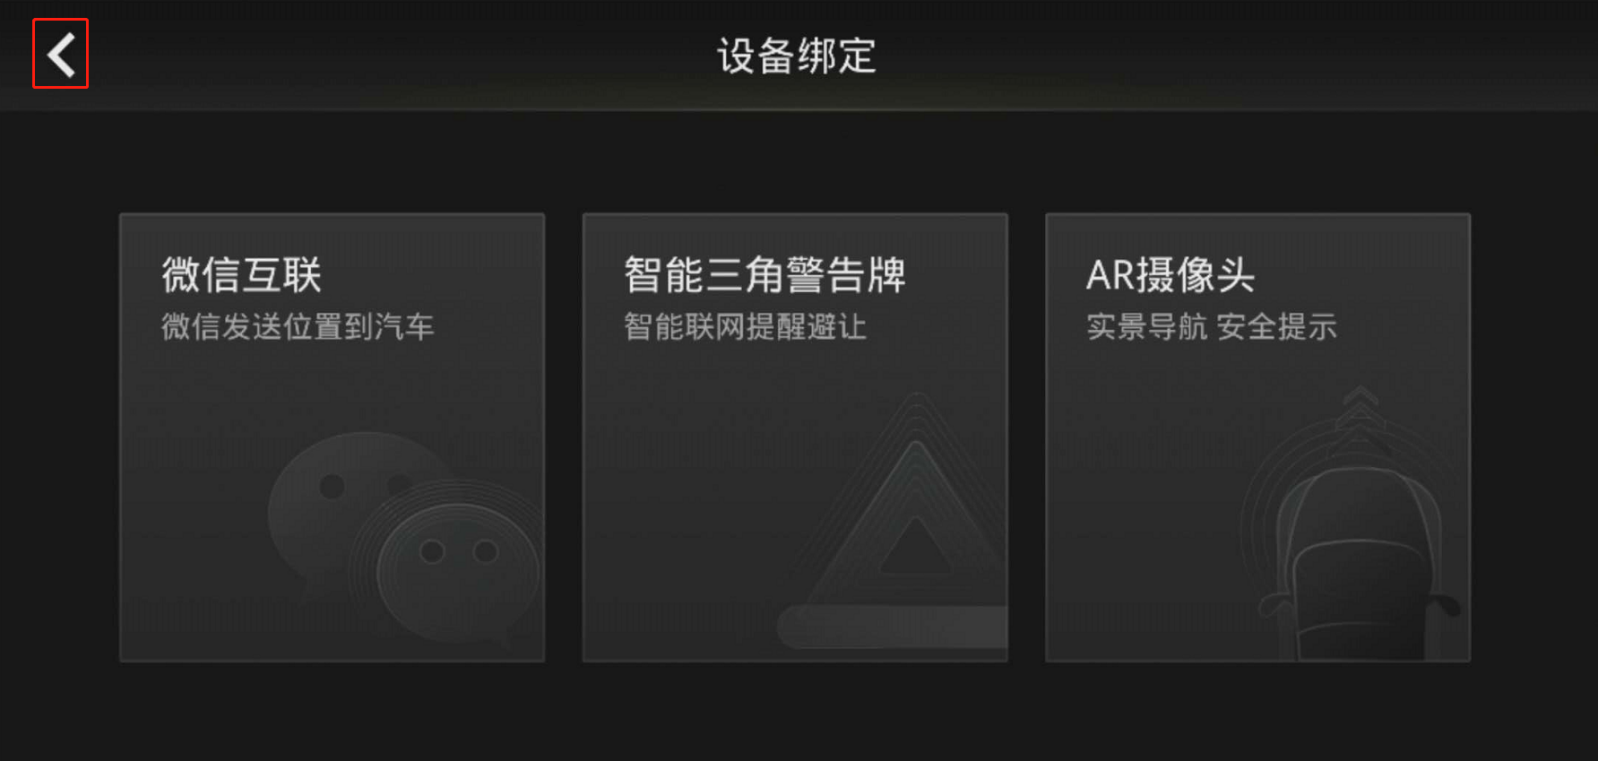 设备绑定
微信互联
微信发送位置到汽车
智能三角警告牌
智能联网提醒避让
AR摄像头
实景导航 安全提示